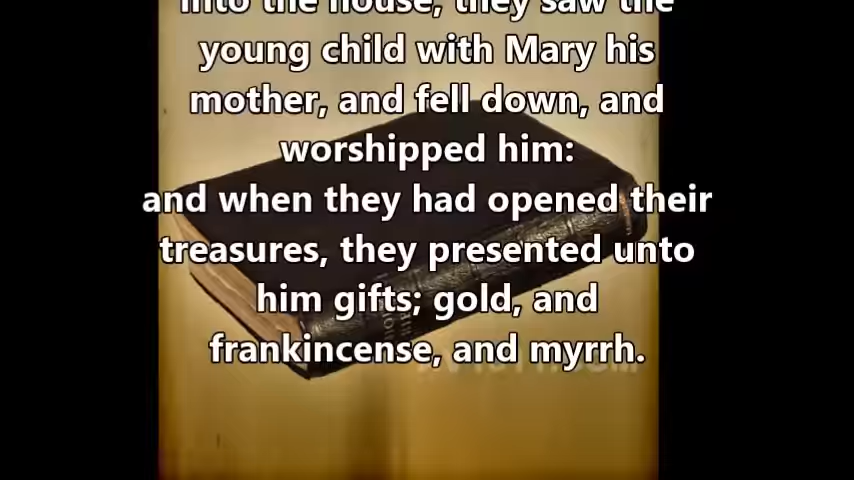 into the house, they saw the
young child with Mary his
mother, and fell down, and
worshipped him:
and when they had opened their
treasures, they presented unto
him gifts; gold, and
frankincense, and myrrh.